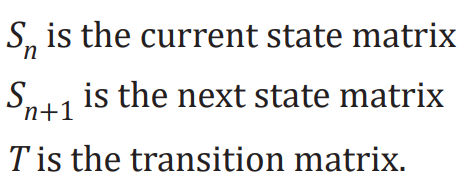 Sₙ is the current state matrix
Sₙ₊₁ is the next state matrix
T is the transition matrix.